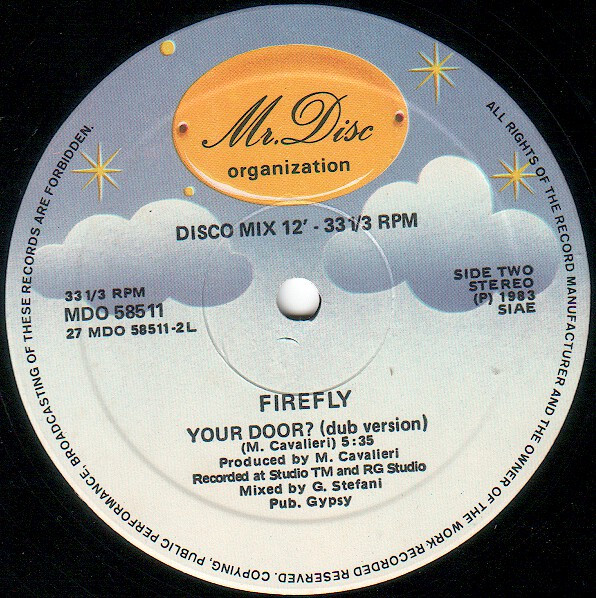 Mr. Disc
organization
DISCO MIX 12' - 33 1/3 RPM
33 1/3 RPM
MDO 58511
27 MDO 58511-2L
SIDE TWO
STEREO
(P) 1983
SIAE
FIREFLY
YOUR DOOR? (dub version)
(M. Cavalieri) 5:35
Produced by M. Cavalieri
Recorded at Studio TM and RG Studio
Mixed by G. Stefani
Pub. Gypsy
ALL RIGHTS OF THE RECORD MANUFACTURER AND THE OWNER OF THE WORK RECORDED RESERVED. COPYING, PUBLIC PERFORMANCE, BROADCASTING OF THESE RECORDS ARE FORBIDDEN.